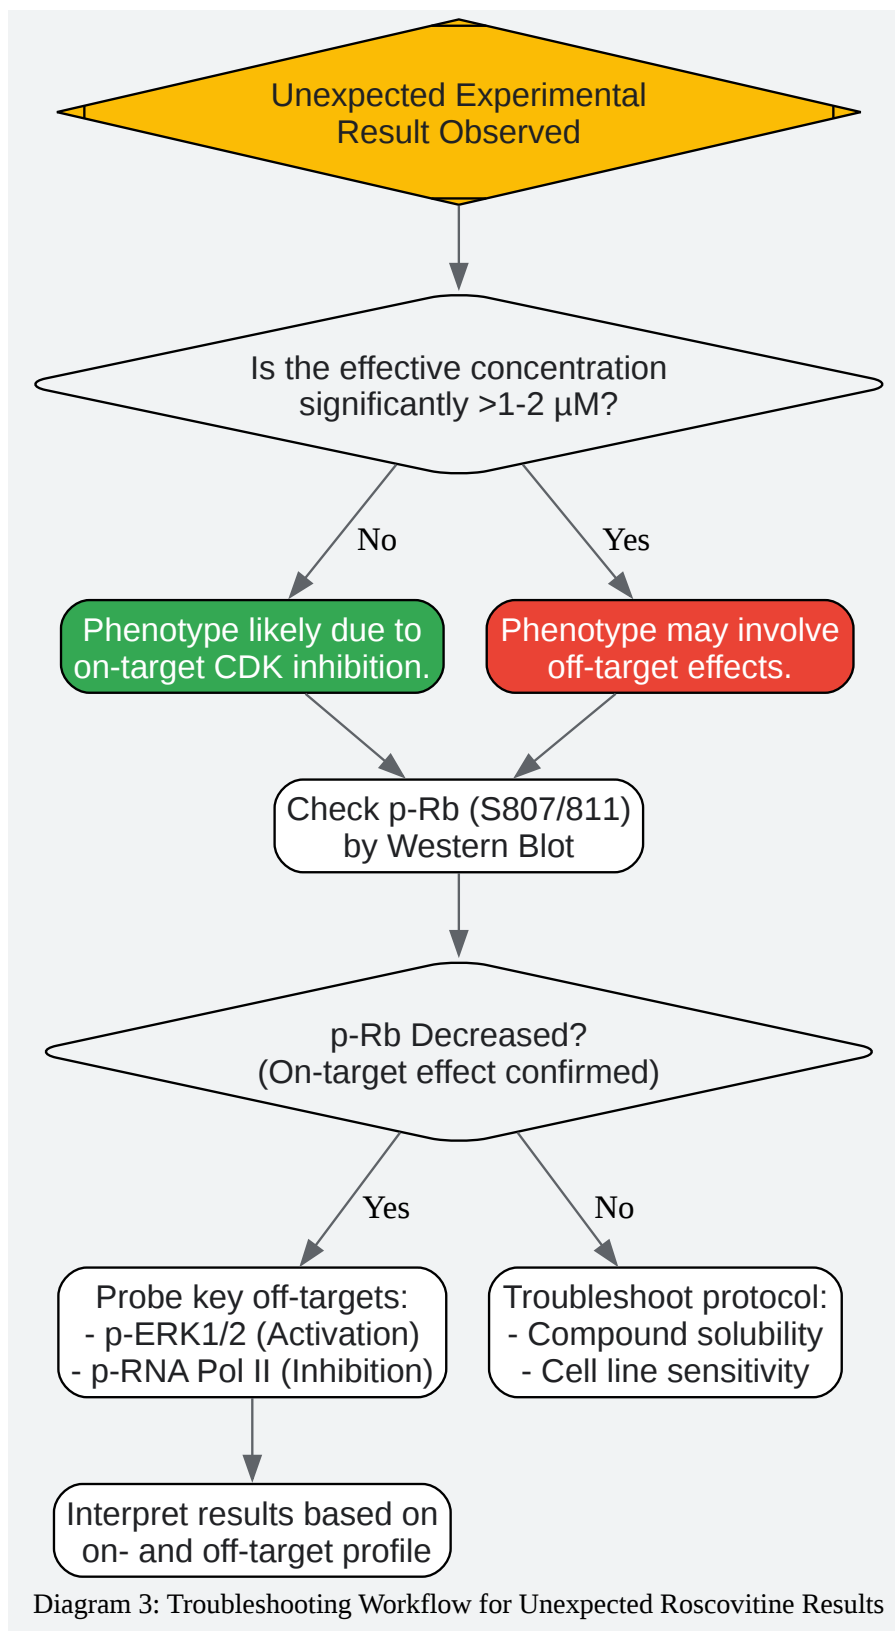 Unexpected Experimental
Result Observed
Is the effective concentration
significantly >1-2 µM?
No
Yes
Phenotype likely due to
on-target CDK inhibition.
Phenotype may involve
off-target effects.
Check p-Rb (S807/811)
by Western Blot
p-Rb Decreased?
(On-target effect confirmed)
Yes
No
Probe key off-targets:
- p-ERK1/2 (Activation)
- p-RNA Pol II (Inhibition)
Troubleshoot protocol:
- Compound solubility
- Cell line sensitivity
Interpret results based on
on- and off-target profile
Diagram 3: Troubleshooting Workflow for Unexpected Roscovitine Results